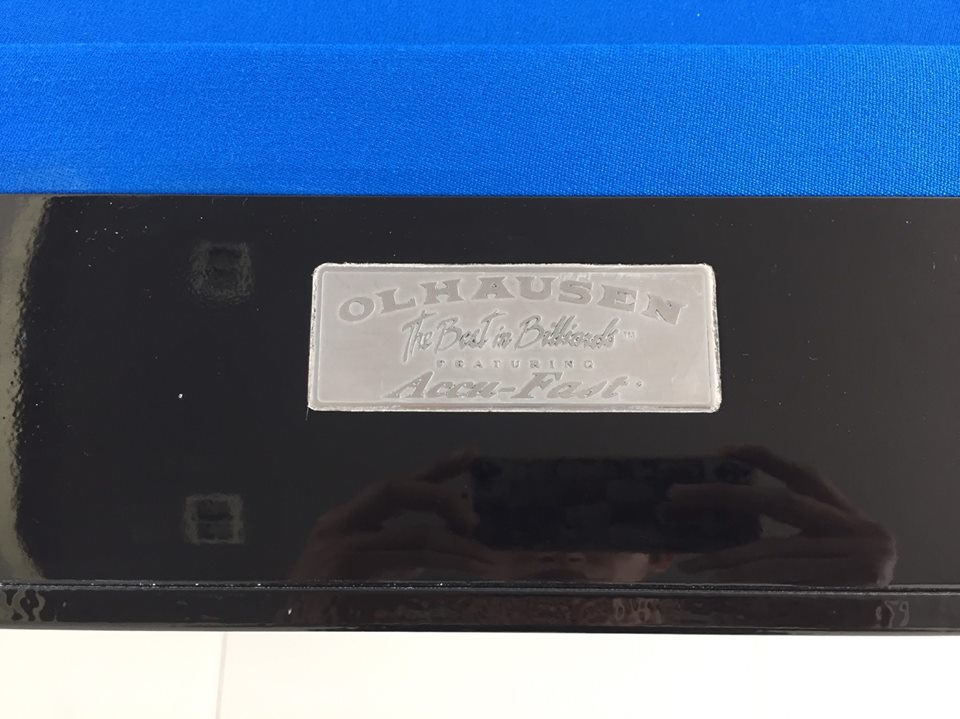 OLHAUSEN
The Best in Billiards™
FEATURING
Accu-Fast®